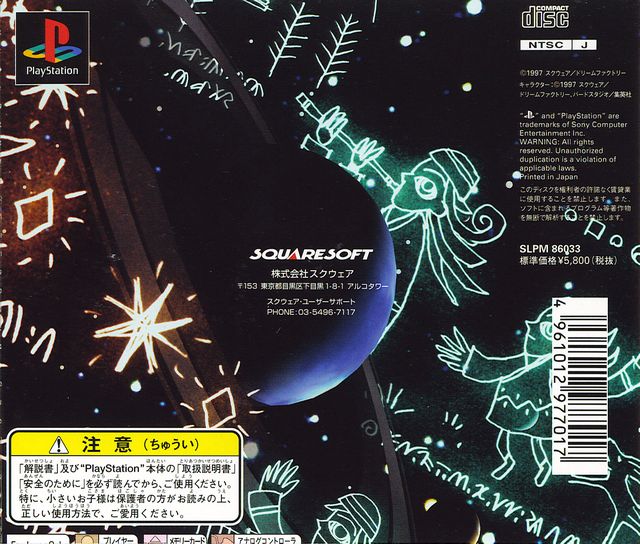 PlayStation
COMPACT
disc
NTSC J
©1997 スクウェア/ドリームファクトリー
キャラクター:©1997 スクウェア/
ドリームファクトリー、バードスタジオ/集英社
" " and "PlayStation" are
trademarks of Sony Computer
Entertainment Inc.
WARNING: All rights
reserved. Unauthorized
duplication is a violation of
applicable laws.
Printed in Japan
このディスクを権利者の許諾なく賃貸業
に使用することを禁止します。また、
ソフトに含まれるプログラム等著作物
を無断で解析することを禁止します。
SLPM 86033
標準価格¥5,800(税抜)
SQUARESOFT
株式会社スクウェア
〒153 東京都目黒区下目黒1-8-1 アルコタワー
スクウェア・ユーザーサポート
PHONE: 03-5496-7117
4 961012 977017
注意(ちゅうい)
「解説書」及び"PlayStation"本体の「取扱説明書」
「安全のために」を必ず読んでから、ご使用ください。
特に、小さいお子様は保護者の方がお読みの上、
正しい使用方法で、ご愛用ください。
プレイヤー メモリーカード アナログコントローラ